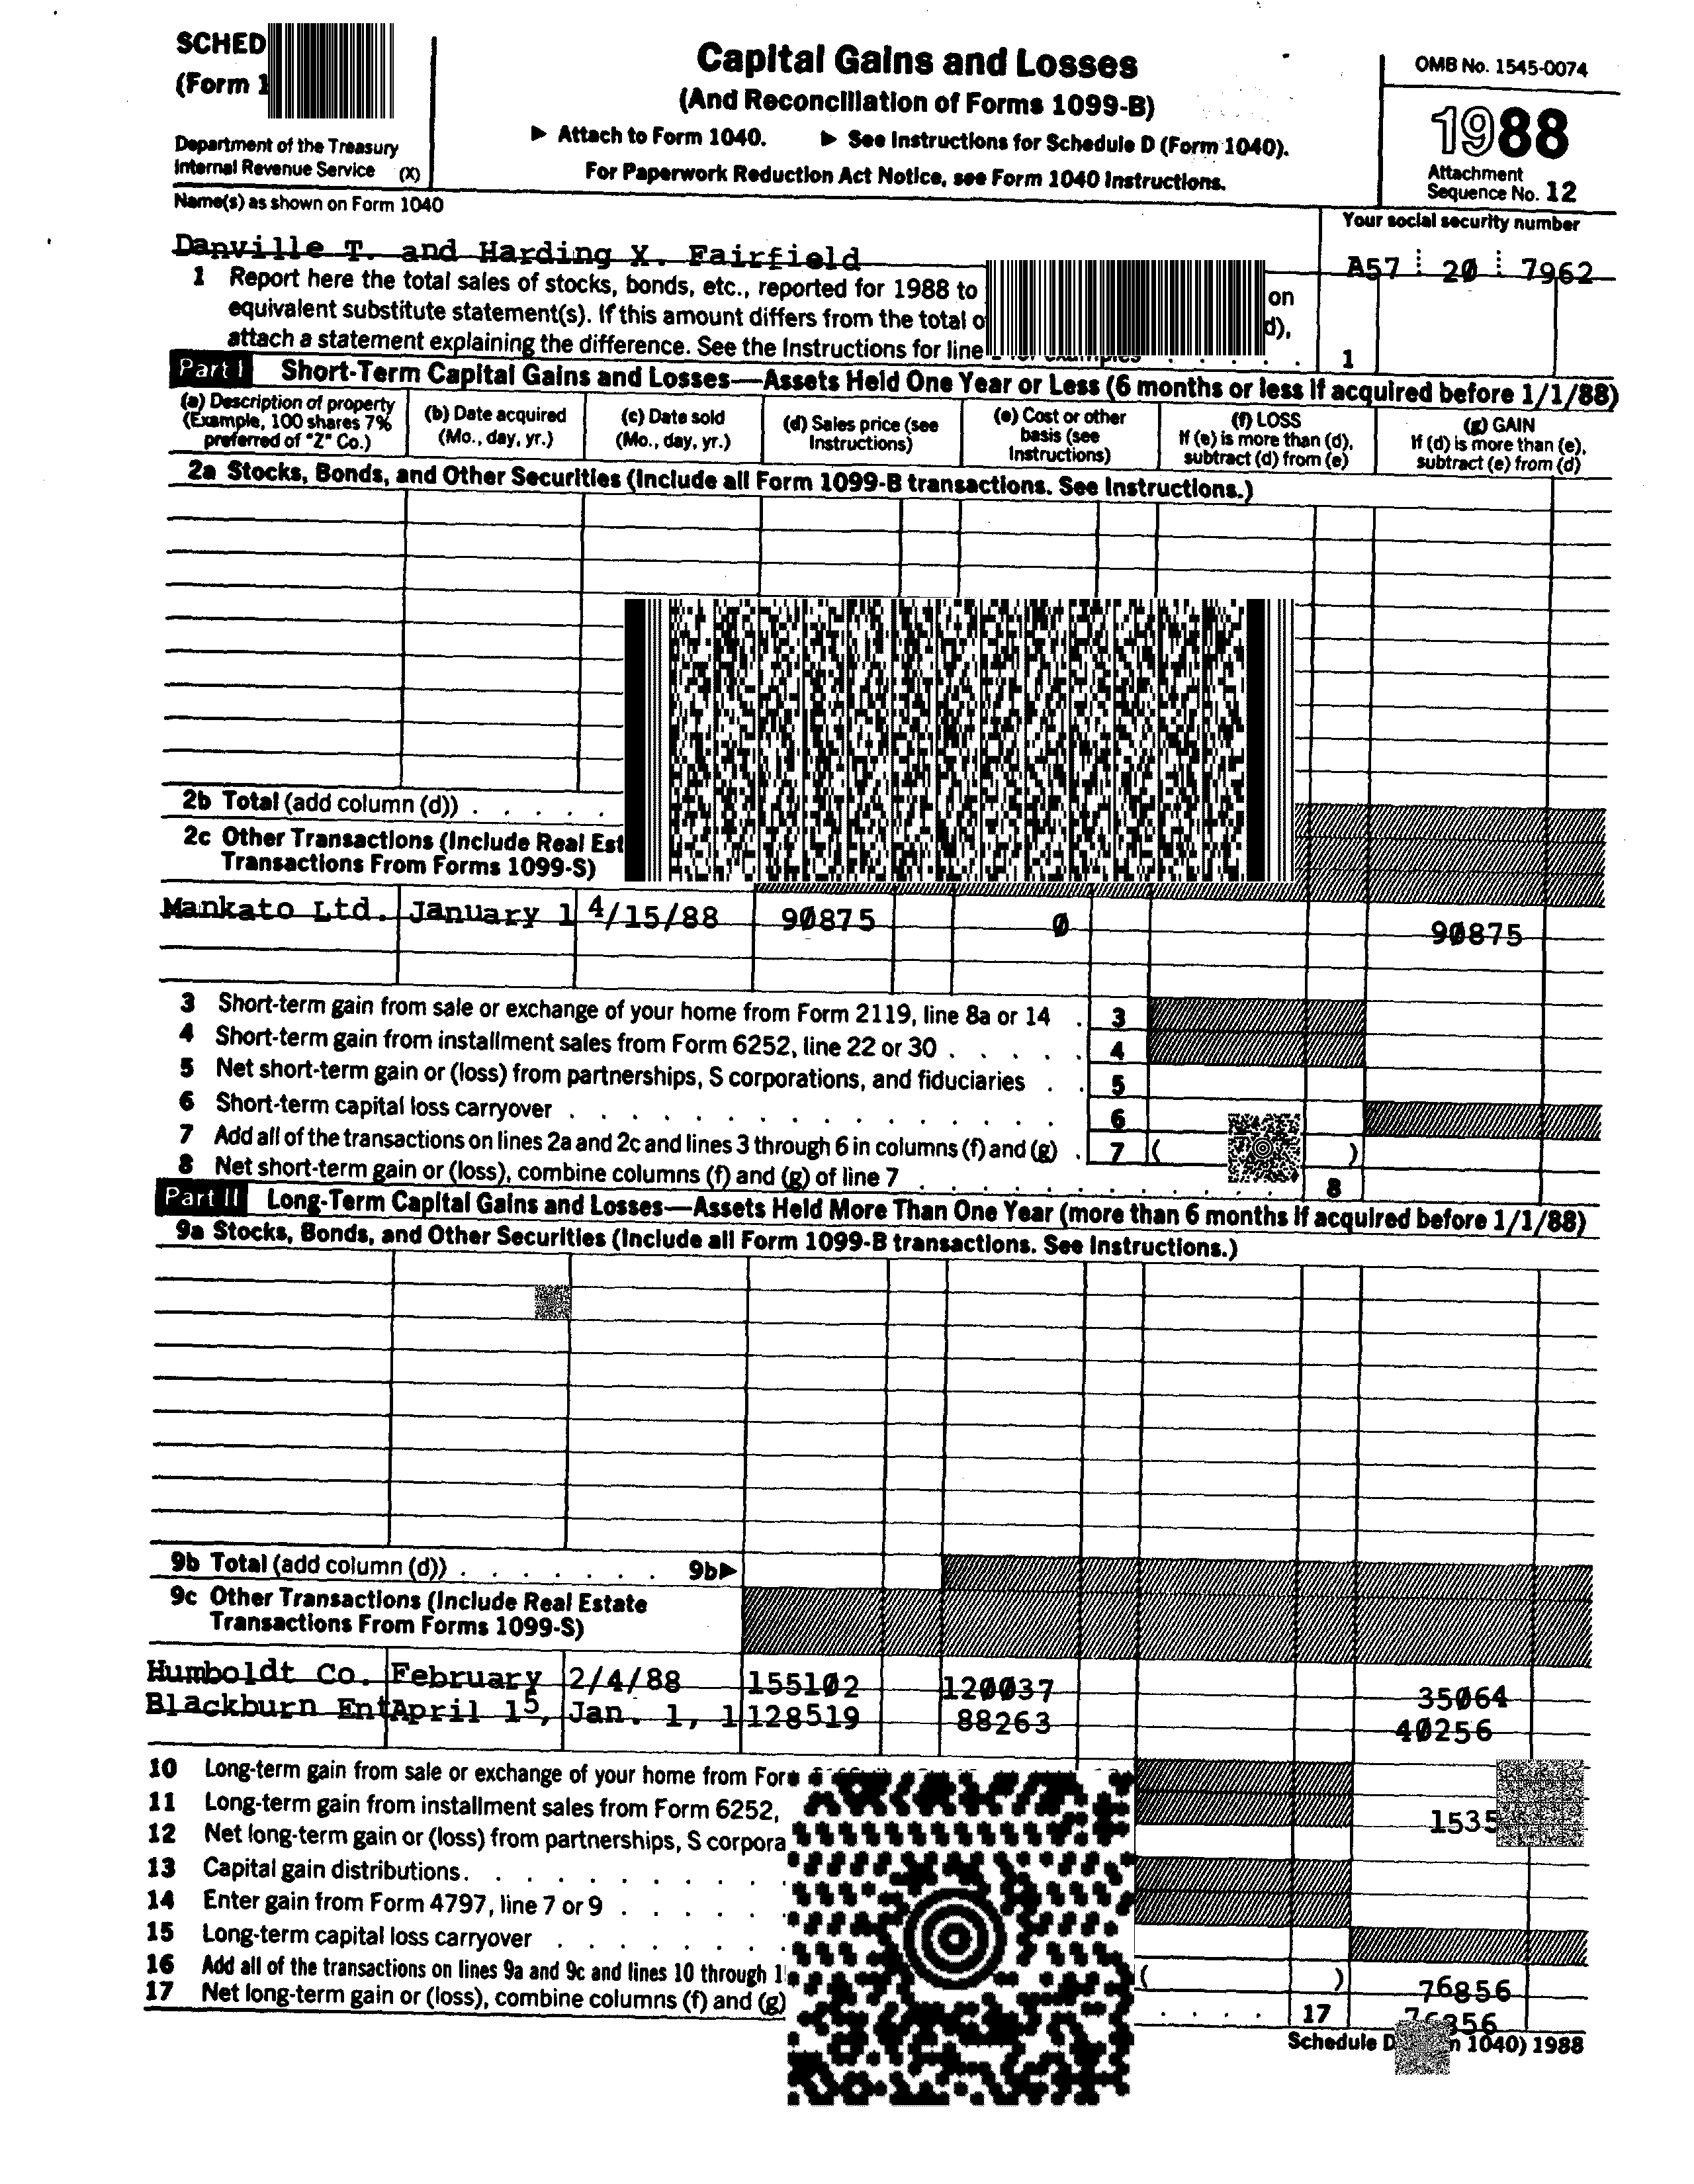 SCHED
(Form 1
Department of the Treasury
Internal Revenue Service (X)
Capital Gains and Losses
(And Reconciliation of Forms 1099-B)
▶ Attach to Form 1040. ▶ See Instructions for Schedule D (Form 1040).
For Paperwork Reduction Act Notice, see Form 1040 Instructions.
OMB No. 1545-0074
1988
Attachment
Sequence No. 12
Name(s) as shown on Form 1040
Your social security number
Danville T. and Harding X. Fairfield
A57 20 7962
1 Report here the total sales of stocks, bonds, etc., reported for 1988 to on
equivalent substitute statement(s). If this amount differs from the total o d),
attach a statement explaining the difference. See the Instructions for line 1
Part I Short-Term Capital Gains and Losses—Assets Held One Year or Less (6 months or less if acquired before 1/1/88)
(a) Description of property
(Example, 100 shares 7%
preferred of "Z" Co.)
(b) Date acquired
(Mo., day, yr.)
(c) Date sold
(Mo., day, yr.)
(d) Sales price (see
Instructions)
(e) Cost or other
basis (see
Instructions)
(f) LOSS
If (e) is more than (d),
subtract (d) from (e)
(g) GAIN
If (d) is more than (e),
subtract (e) from (d)
2a Stocks, Bonds, and Other Securities (Include all Form 1099-B transactions. See Instructions.)
2b Total (add column (d)) . . . . .
2c Other Transactions (Include Real Est
Transactions From Forms 1099-S)
Mankato Ltd. January 1 4/15/88 90875 0 90875
3 Short-term gain from sale or exchange of your home from Form 2119, line 8a or 14 . 3
4 Short-term gain from installment sales from Form 6252, line 22 or 30 . . . . . 4
5 Net short-term gain or (loss) from partnerships, S corporations, and fiduciaries . . 5
6 Short-term capital loss carryover . . . . . . . . . . . . . . . 6
7 Add all of the transactions on lines 2a and 2c and lines 3 through 6 in columns (f) and (g) . 7 ( )
8 Net short-term gain or (loss), combine columns (f) and (g) of line 7 . . . . . . . . . . . . . 8
Part II Long-Term Capital Gains and Losses—Assets Held More Than One Year (more than 6 months if acquired before 1/1/88)
9a Stocks, Bonds, and Other Securities (Include all Form 1099-B transactions. See Instructions.)
9b Total (add column (d)) . . . . . . . 9b▶
9c Other Transactions (Include Real Estate
Transactions From Forms 1099-S)
Humboldt Co. February 2/4/88 155102 120037 35064
Blackburn Ent April 15, Jan. 1, 1 128519 88263 40256
10 Long-term gain from sale or exchange of your home from For
11 Long-term gain from installment sales from Form 6252, 1535
12 Net long-term gain or (loss) from partnerships, S corpora
13 Capital gain distributions. . . . . . . . . . .
14 Enter gain from Form 4797, line 7 or 9 . . . . . .
15 Long-term capital loss carryover . . . . . . . .
16 Add all of the transactions on lines 9a and 9c and lines 10 through 1 ( ) 76856
17 Net long-term gain or (loss), combine columns (f) and (g) . . . . 17 76856
Schedule D n 1040) 1988